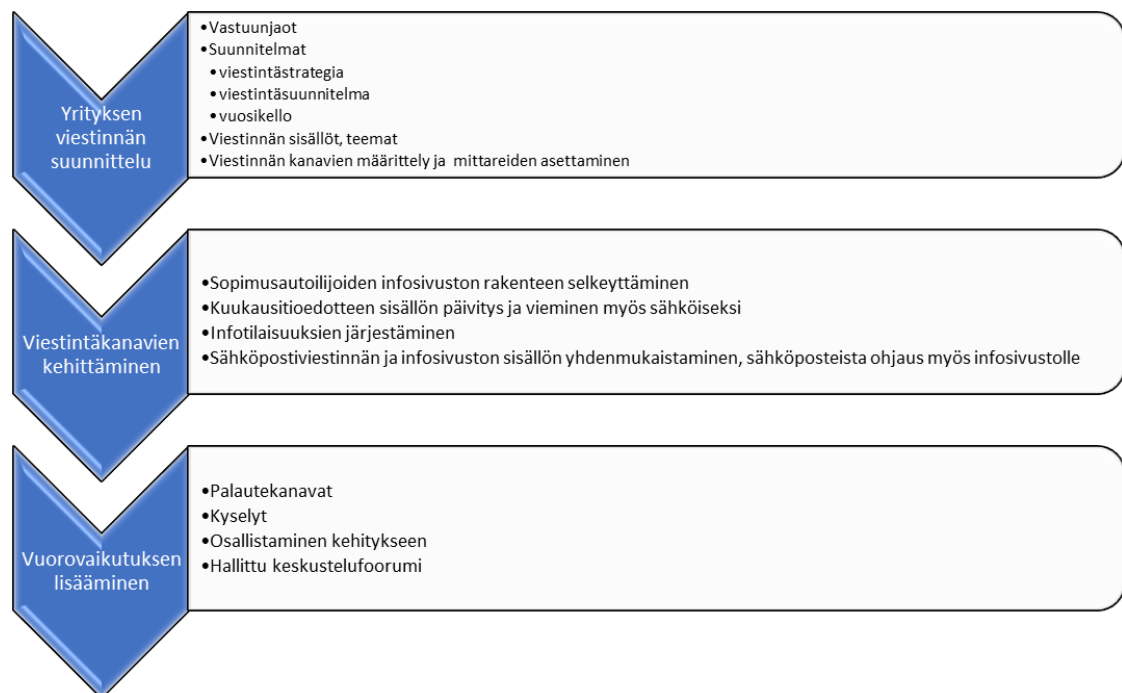 Yrityksen
viestinnän
suunnittelu
•Vastuunjaot
•Suunnitelmat
•viestintästrategia
•viestintäsuunnitelma
•vuosikello
•Viestinnän sisällöt, teemat
•Viestinnän kanavien määrittely ja mittareiden asettaminen
Viestintäkanavien
kehittäminen
•Sopimusautoilijoiden infosivuston rakenteen selkeyttäminen
•Kuukausitioedotteen sisällön päivitys ja vieminen myös sähköiseksi
•Infotilaisuuksien järjestäminen
•Sähköpostiviestinnän ja infosivuston sisällön yhdenmukaistaminen, sähköposteista ohjaus myös infosivustolle
Vuorovaikutuksen
lisääminen
•Palautekanavat
•Kyselyt
•Osallistaminen kehitykseen
•Hallittu keskustelufoorumi